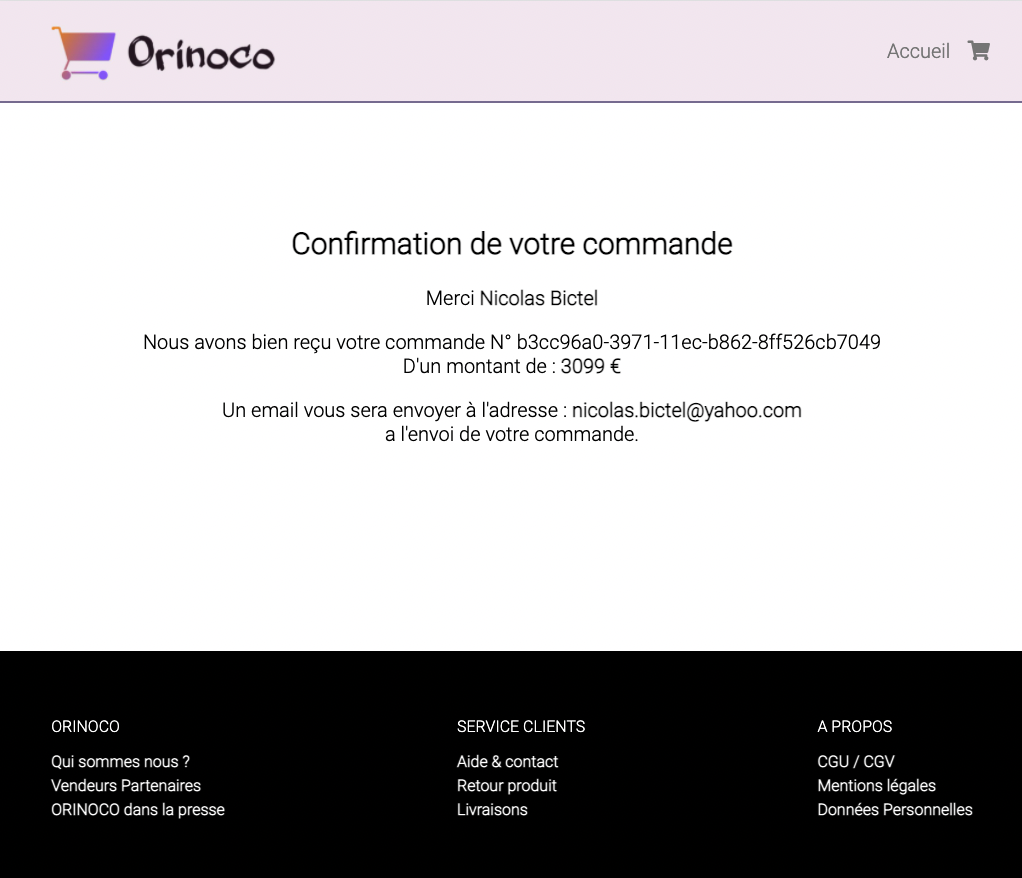 Orinoco
Accueil
Confirmation de votre commande
Merci Nicolas Bictel
Nous avons bien reçu votre commande N° b3cc96a0-3971-11ec-b862-8ff526cb7049
D'un montant de : 3099 €
Un email vous sera envoyer à l'adresse : nicolas.bictel@yahoo.com
a l'envoi de votre commande.
ORINOCO
Qui sommes nous ?
Vendeurs Partenaires
ORINOCO dans la presse
SERVICE CLIENTS
Aide & contact
Retour produit
Livraisons
A PROPOS
CGU / CGV
Mentions légales
Données Personnelles